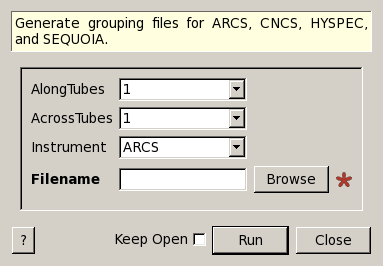 Generate grouping files for ARCS, CNCS, HYSPEC,
and SEQUOIA.
AlongTubes 1
AcrossTubes 1
Instrument ARCS
Filename Browse *
? Keep Open Run Close